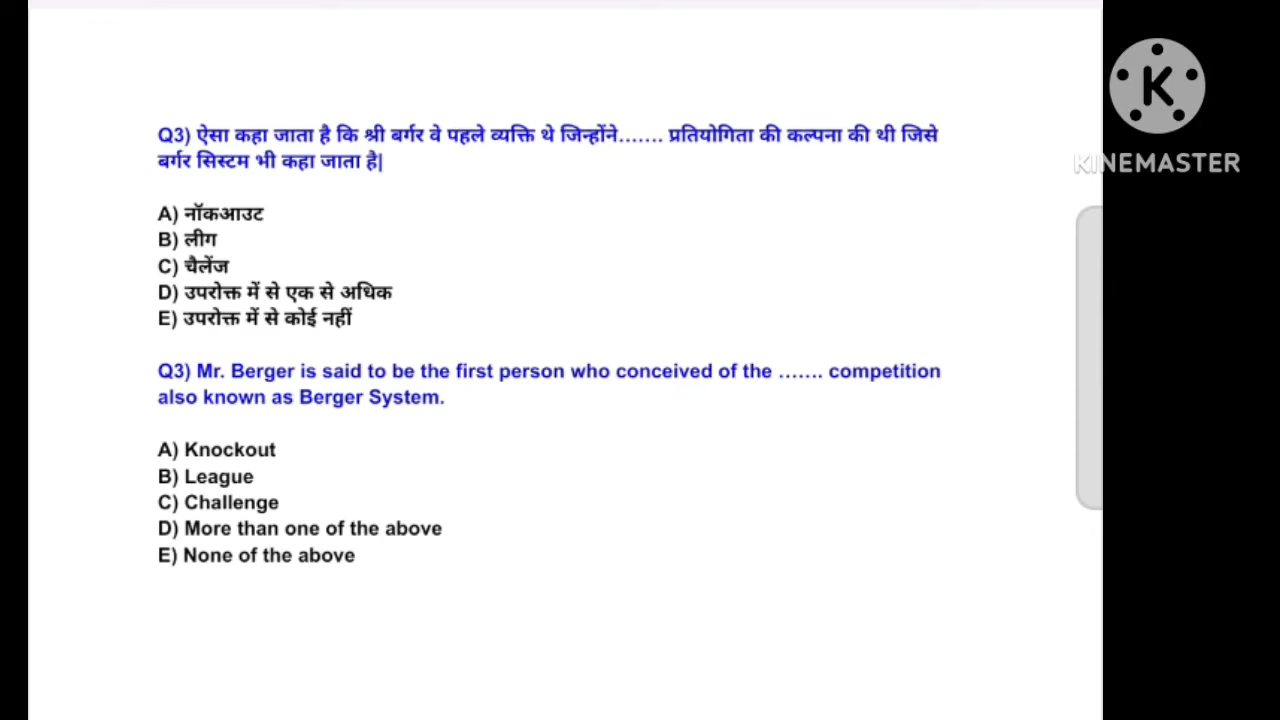 Q3) ऐसा कहा जाता है कि श्री बर्गर वे पहले व्यक्ति थे जिन्होंने....... प्रतियोगिता की कल्पना की थी जिसे
बर्गर सिस्टम भी कहा जाता है|
A) नॉकआउट
B) लीग
C) चैलेंज
D) उपरोक्त में से एक से अधिक
E) उपरोक्त में से कोई नहीं
Q3) Mr. Berger is said to be the first person who conceived of the ....... competition
also known as Berger System.
A) Knockout
B) League
C) Challenge
D) More than one of the above
E) None of the above
K
KINEMASTER